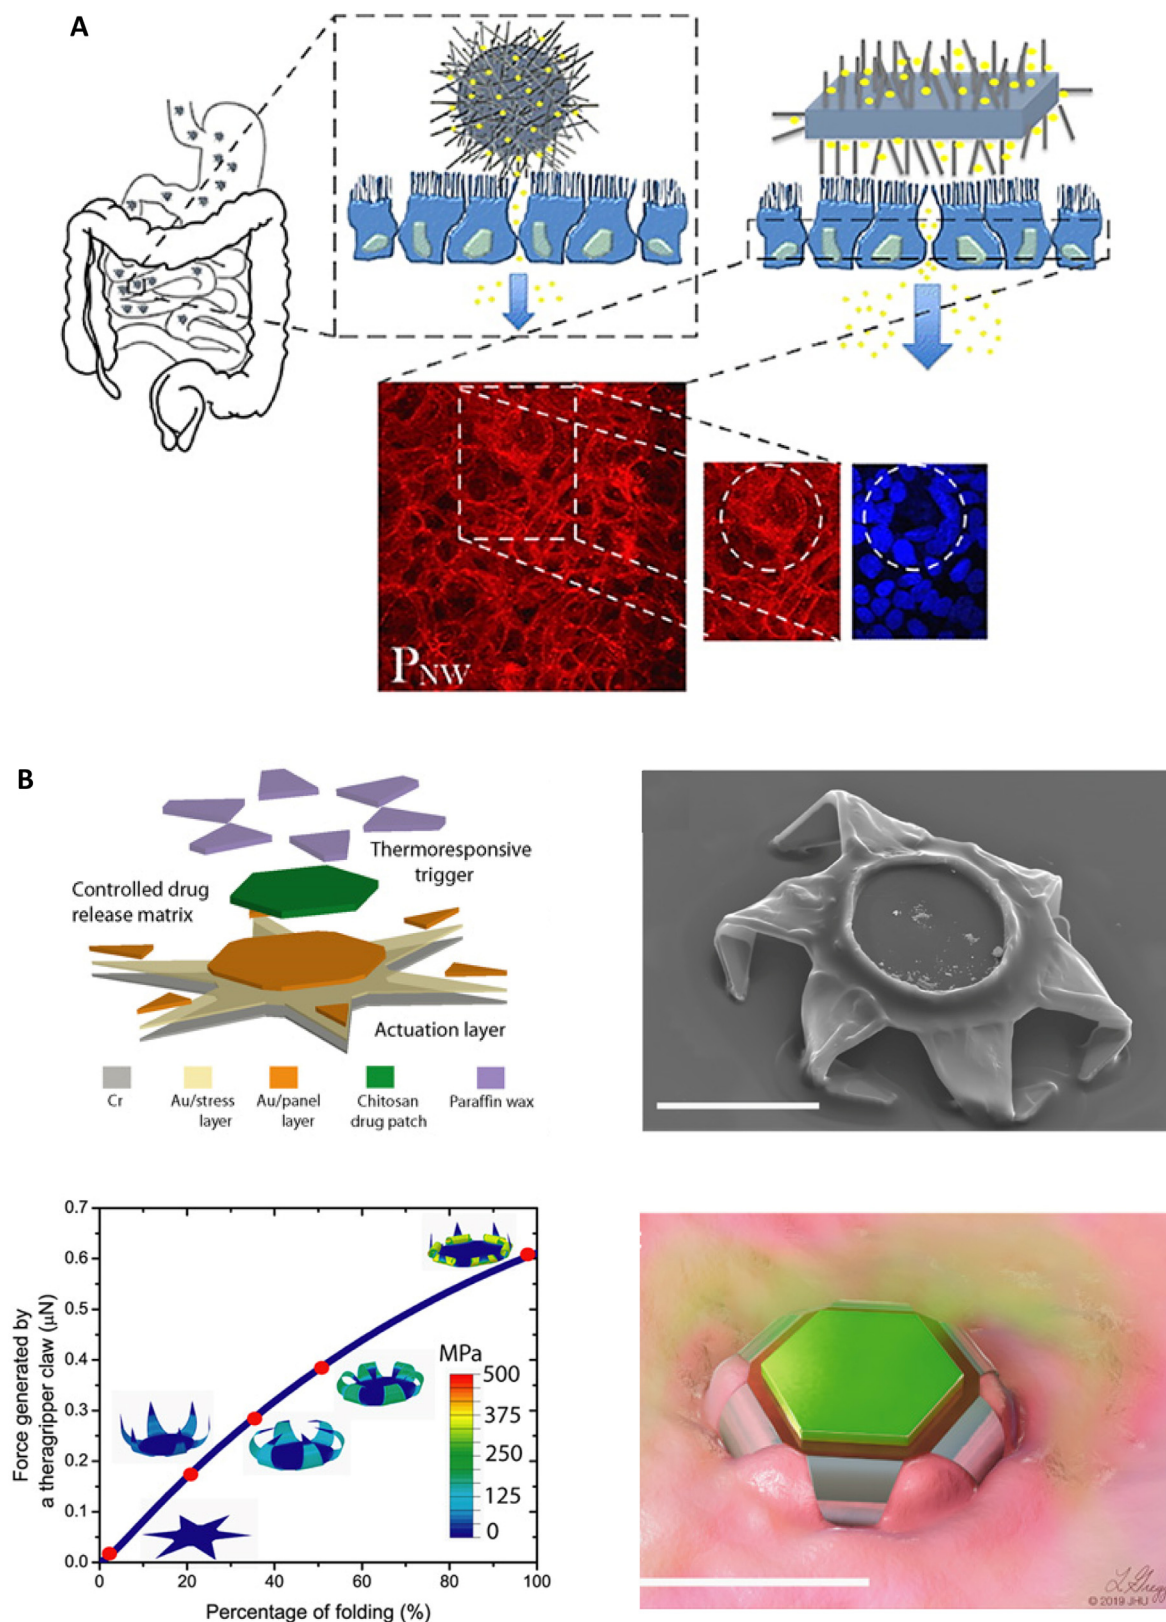 A
PNW
B
Thermoresponsive
trigger
Controlled drug
release matrix
Actuation layer
Cr
Au/stress
layer
Au/panel
layer
Chitosan
drug patch
Paraffin wax
0.7
0.6
0.5
0.4
0.3
0.2
0.1
0.0
Force generated by
a theragripper claw (µN)
MPa
500
375
250
125
0
0
20
40
60
80
100
Percentage of folding (%)
© 2019 JHU